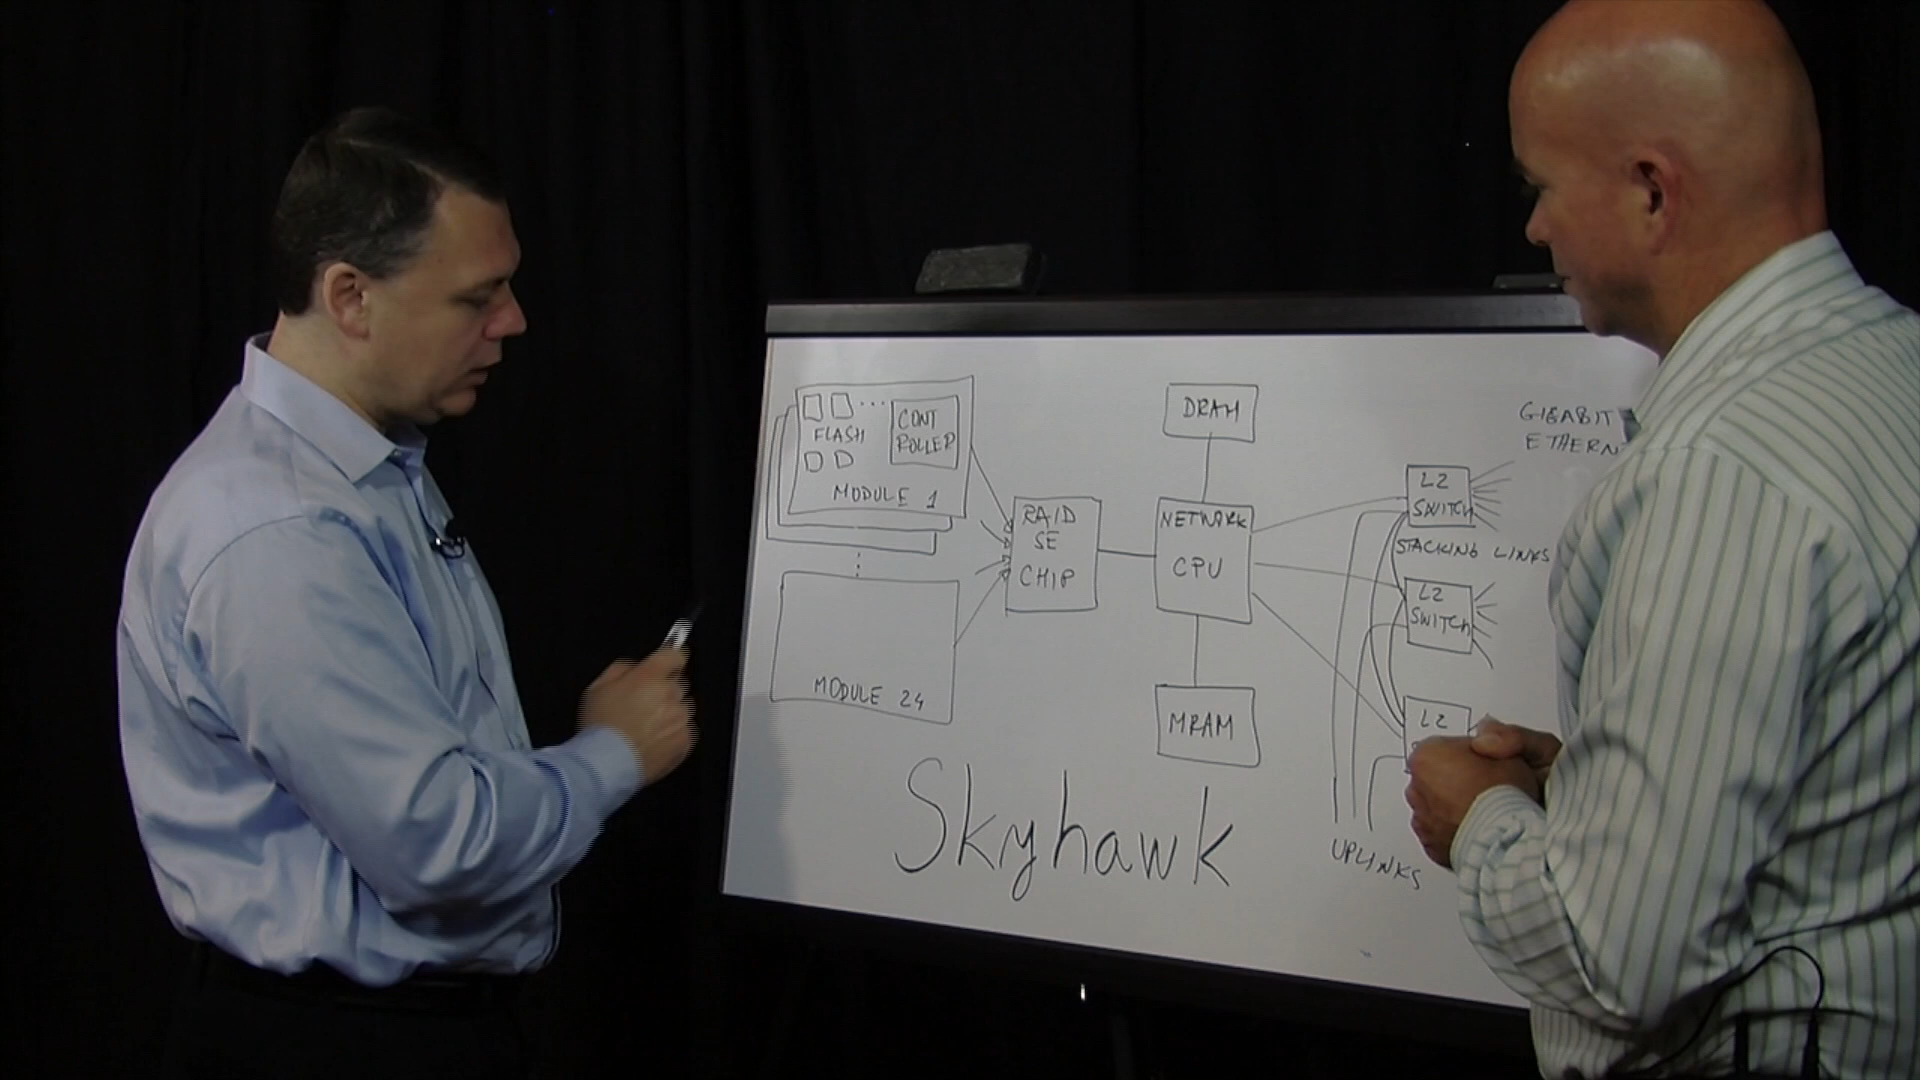 CONT
ROLLER
FLASH
MODULE 1
MODULE 24
RAID
SE
CHIP
DRAM
NETWORK
CPU
MRAM
GIGABIT
ETHERN
L2
SWITCH
STACKING LINKS
L2
SWITCH
L2
UPLINKS
Skyhawk